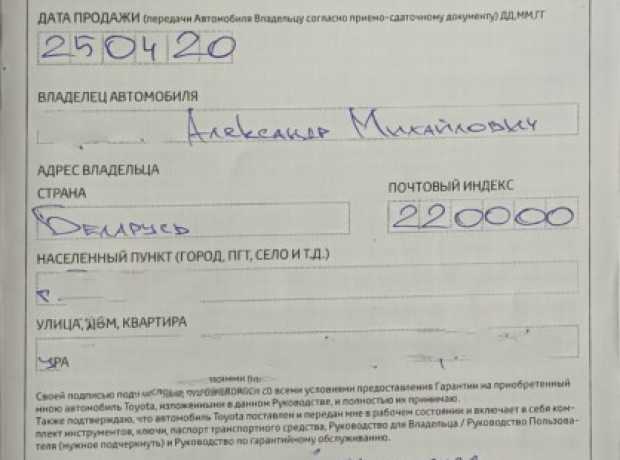 ДАТА ПРОДАЖИ (передачи Автомобиля Владельцу согласно приемо-сдаточному документу) ДД,ММ,ГГ
250420
ВЛАДЕЛЕЦ АВТОМОБИЛЯ
Александр Михайлович
АДРЕС ВЛАДЕЛЬЦА
СТРАНА
ПОЧТОВЫЙ ИНДЕКС
Беларусь
220000
НАСЕЛЕННЫЙ ПУНКТ (ГОРОД, ПГТ, СЕЛО И Т.Д.)
г.
УЛИЦА, ДОМ, КВАРТИРА
Своей подписью со всеми условиями предоставления Гарантии на приобретенный
мною автомобиль Toyota, изложенными в данном Руководстве, и полностью их принимаю.
Также подтверждаю, что автомобиль Toyota поставлен и передан мне в рабочем состоянии и включает в себя ком-
плект инструментов, ключи, паспорт транспортного средства, Руководство для Владельца / Руководство Пользова-
теля (нужное подчеркнуть) и Руководство по гарантийному обслуживанию.